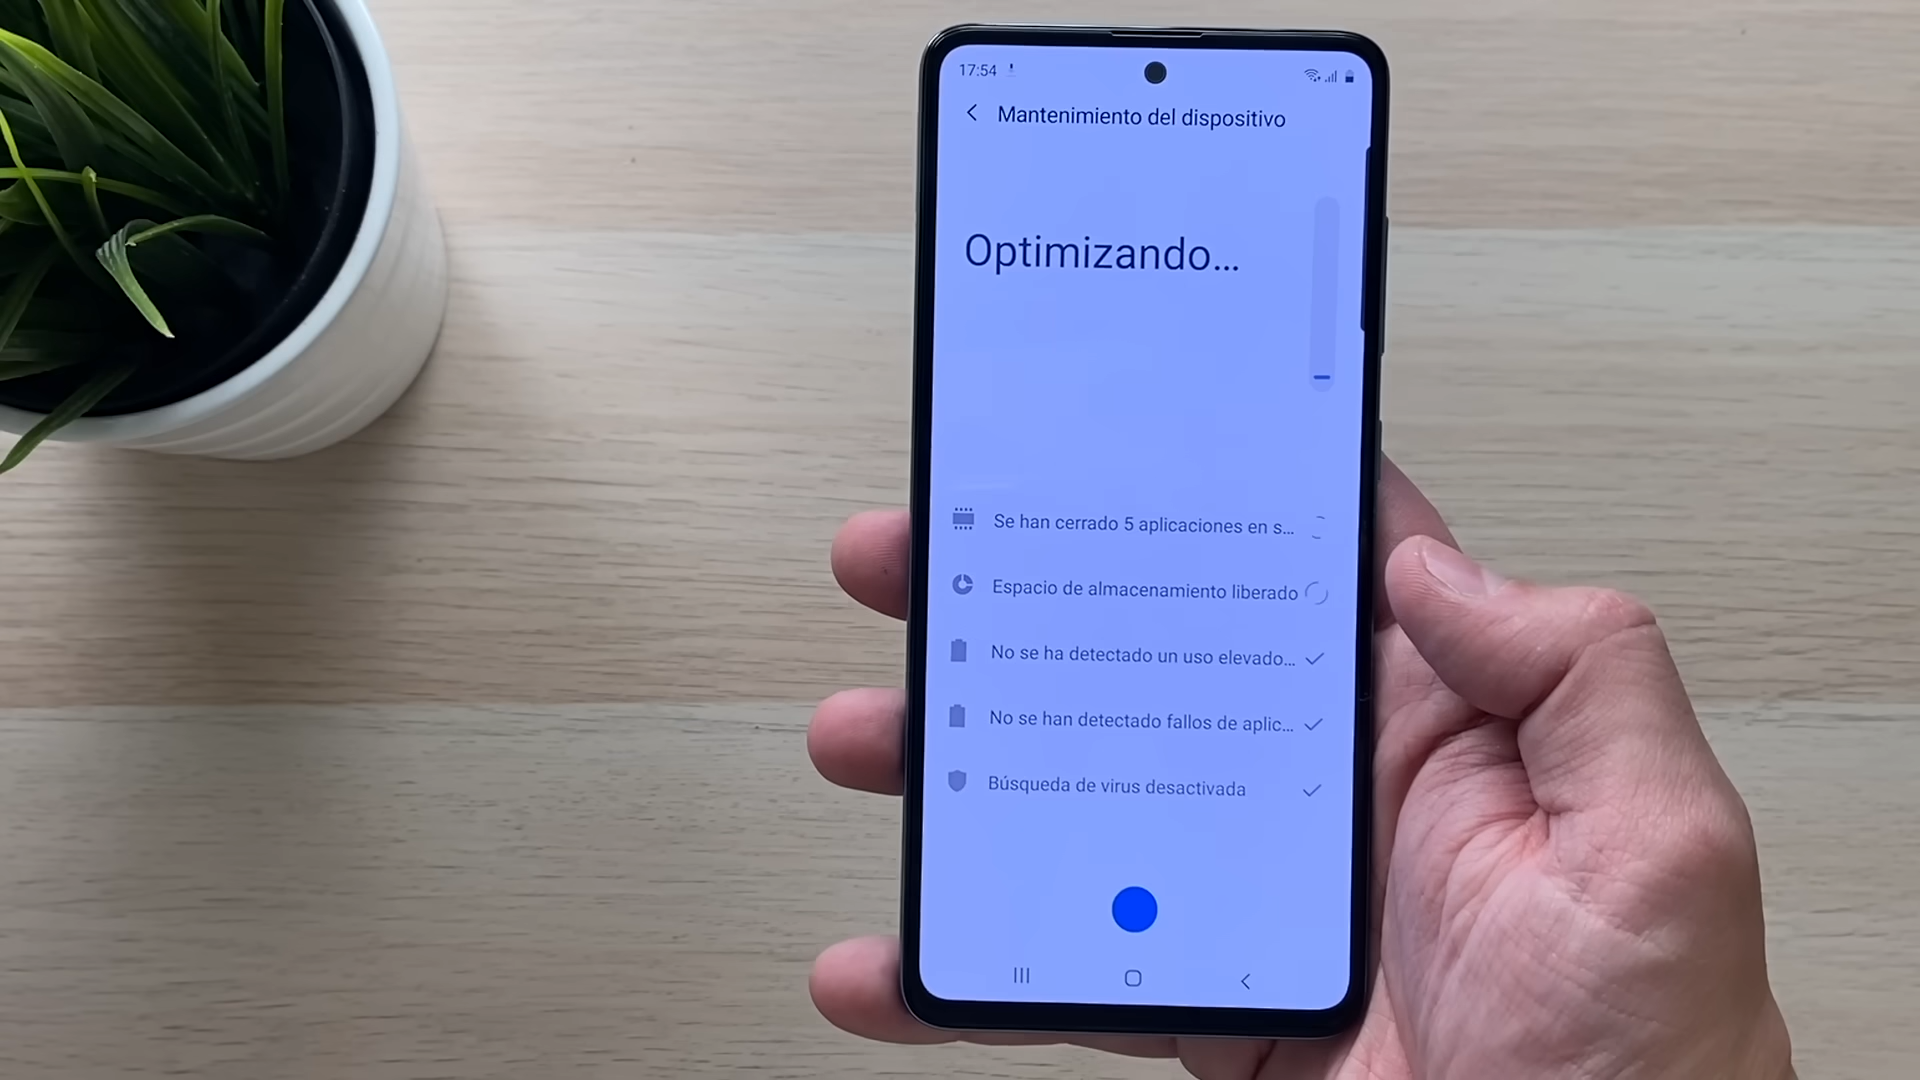 17:54
Mantenimiento del dispositivo
Optimizando...
Se han cerrado 5 aplicaciones en s...
Espacio de almacenamiento liberado
No se ha detectado un uso elevado...
No se han detectado fallos de aplic...
Búsqueda de virus desactivada